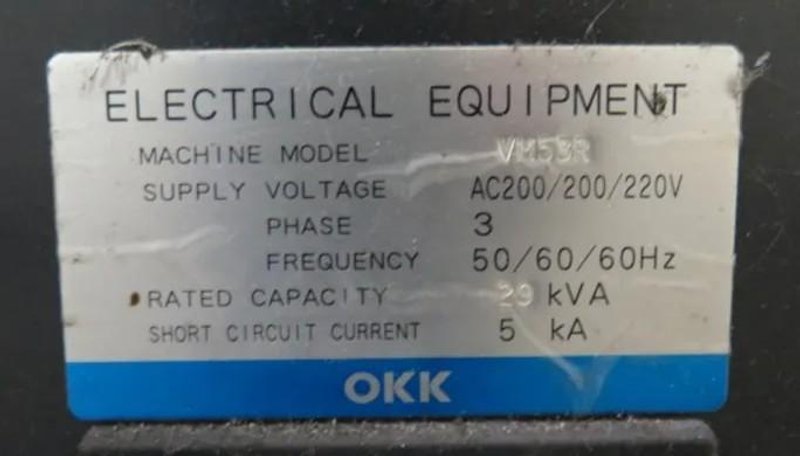 ELECTRICAL EQUIPMENT
MACHINE MODEL VM53R
SUPPLY VOLTAGE AC200/200/220V
PHASE 3
FREQUENCY 50/60/60Hz
RATED CAPACITY 29 kVA
SHORT CIRCUIT CURRENT 5 kA
OKK